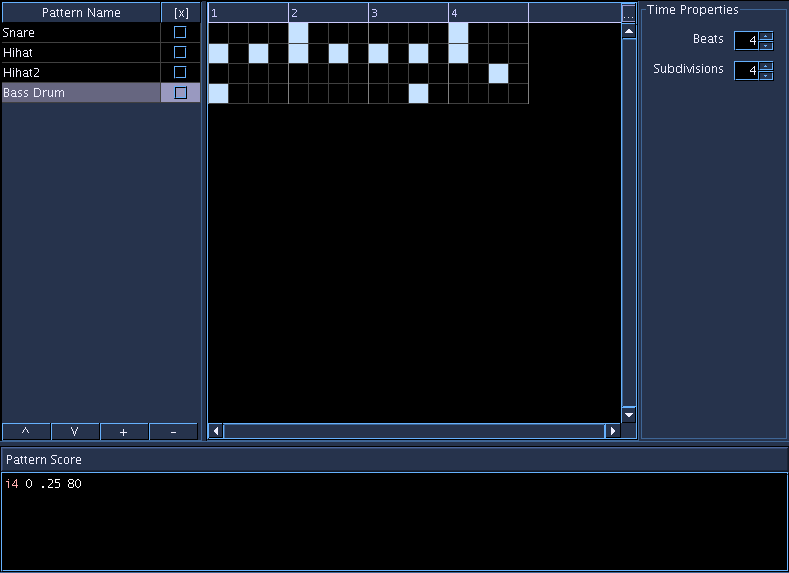 Pattern Name [x]
Snare
Hihat
Hihat2
Bass Drum
^ V + -
1 2 3 4 ...
Time Properties
Beats 4
Subdivisions 4
Pattern Score
i4 0 .25 80